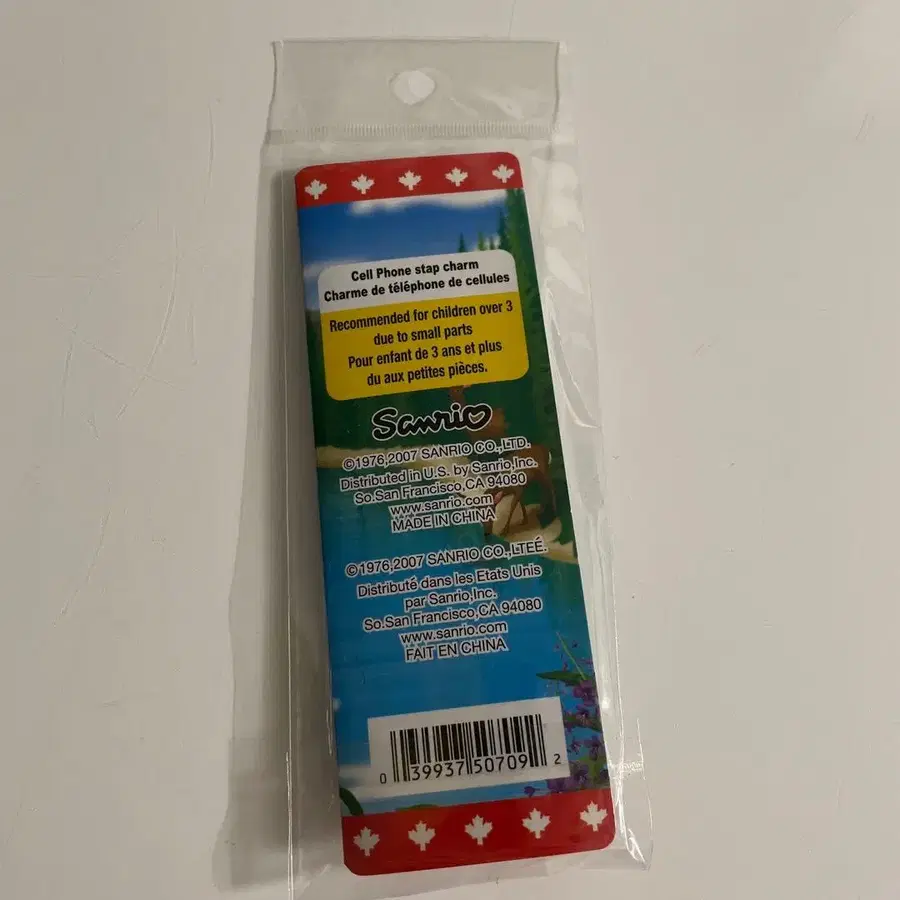 Cell Phone stap charm
Charme de téléphone de cellules
Recommended for children over 3
due to small parts
Pour enfant de 3 ans et plus
du aux petites pièces.
Sanrio
©1976,2007 SANRIO CO.,LTD.
Distributed in U.S. by Sanrio,Inc.
So.San Francisco,CA 94080
www.sanrio.com
MADE IN CHINA
©1976,2007 SANRIO CO.,LTEÉ.
Distribué dans les Etats Unis
par Sanrio,Inc.
So.San Francisco,CA 94080
www.sanrio.com
FAIT EN CHINA
0 39937 50709 2